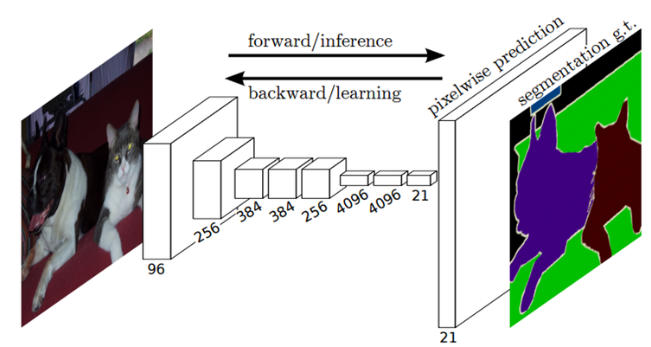 forward/inference
backward/learning
pixelwise prediction
segmentation g.t.
96
256
384
384
256
4096
4096
21
21